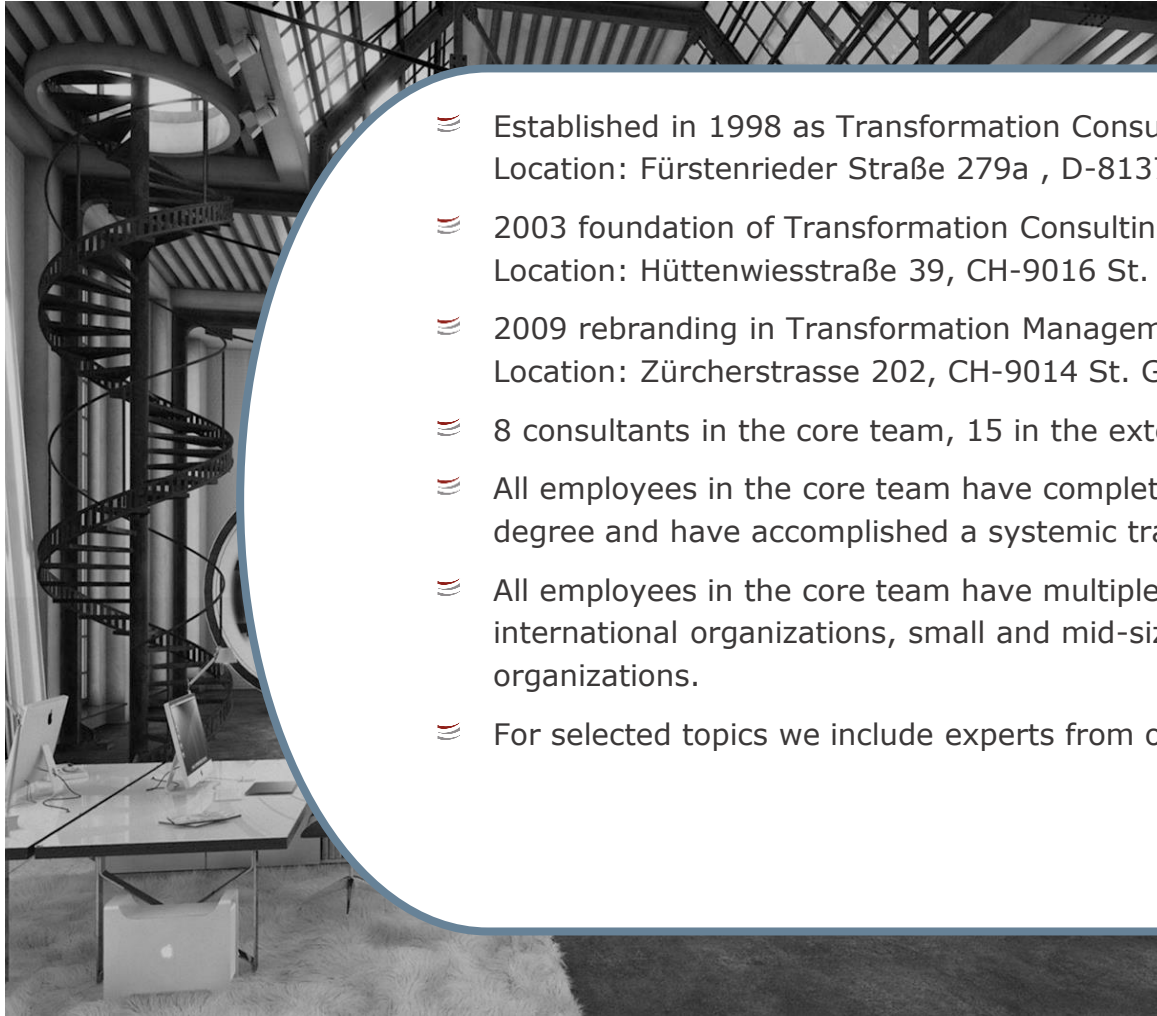 Established in 1998 as Transformation Consu
Location: Fürstenrieder Straße 279a , D-8137
2003 foundation of Transformation Consultin
Location: Hüttenwiesstraße 39, CH-9016 St.
2009 rebranding in Transformation Managem
Location: Zürcherstrasse 202, CH-9014 St. G
8 consultants in the core team, 15 in the ext
All employees in the core team have complet
degree and have accomplished a systemic tra
All employees in the core team have multiple
international organizations, small and mid-siz
organizations.
For selected topics we include experts from o